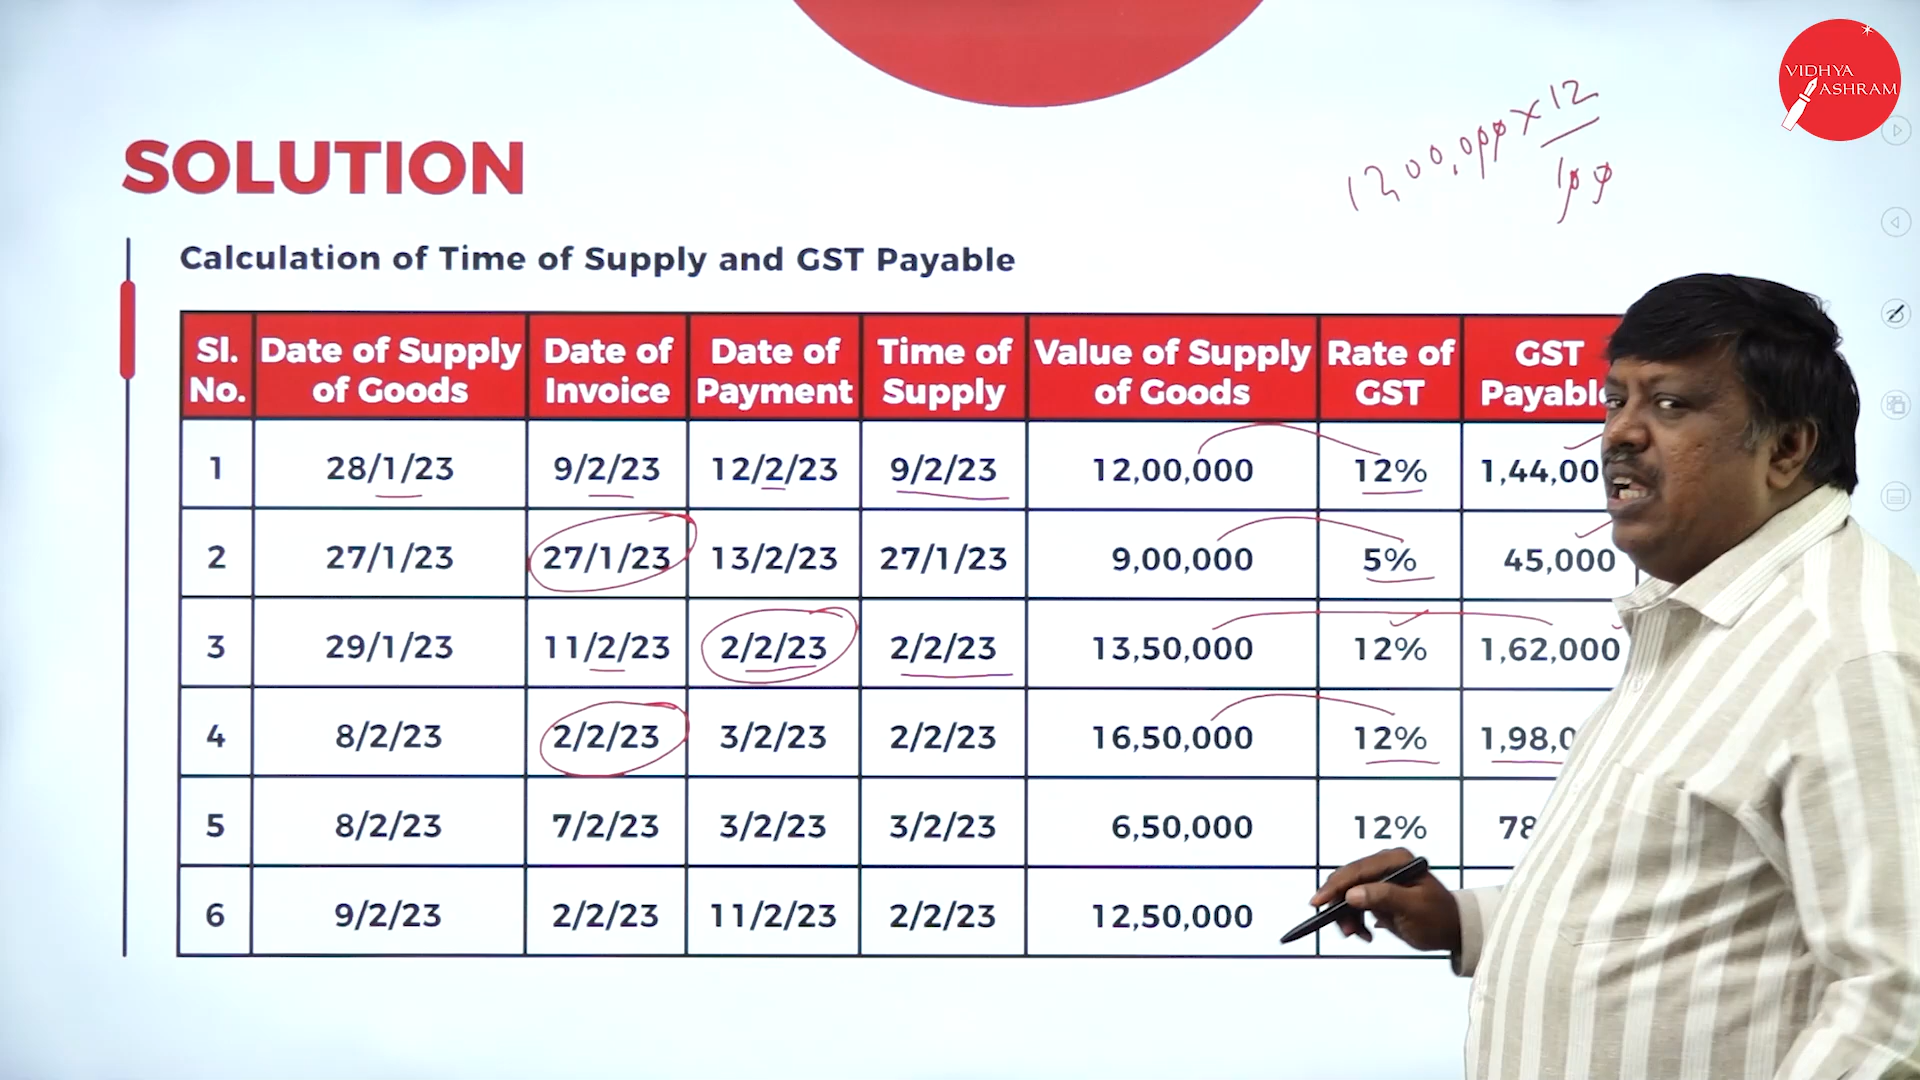 VIDHYA
ASHRAM
1200,000 X 12
100
SOLUTION
Calculation of Time of Supply and GST Payable
Sl. No. Date of Supply of Goods Date of Invoice Date of Payment Time of Supply Value of Supply of Goods Rate of GST GST
1 28/1/23 9/2/23 12/2/23 9/2/23 12,00,000 12%
2 27/1/23 27/1/23 13/2/23 27/1/23 9,00,000 5% 45,000
3 29/1/23 11/2/23 2/2/23 2/2/23 13,50,000 12% 1,62,000
4 8/2/23 2/2/23 3/2/23 2/2/23 16,50,000 12%
5 8/2/23 7/2/23 3/2/23 3/2/23 6,50,000 12%
6 9/2/23 2/2/23 11/2/23 2/2/23 12,50,000